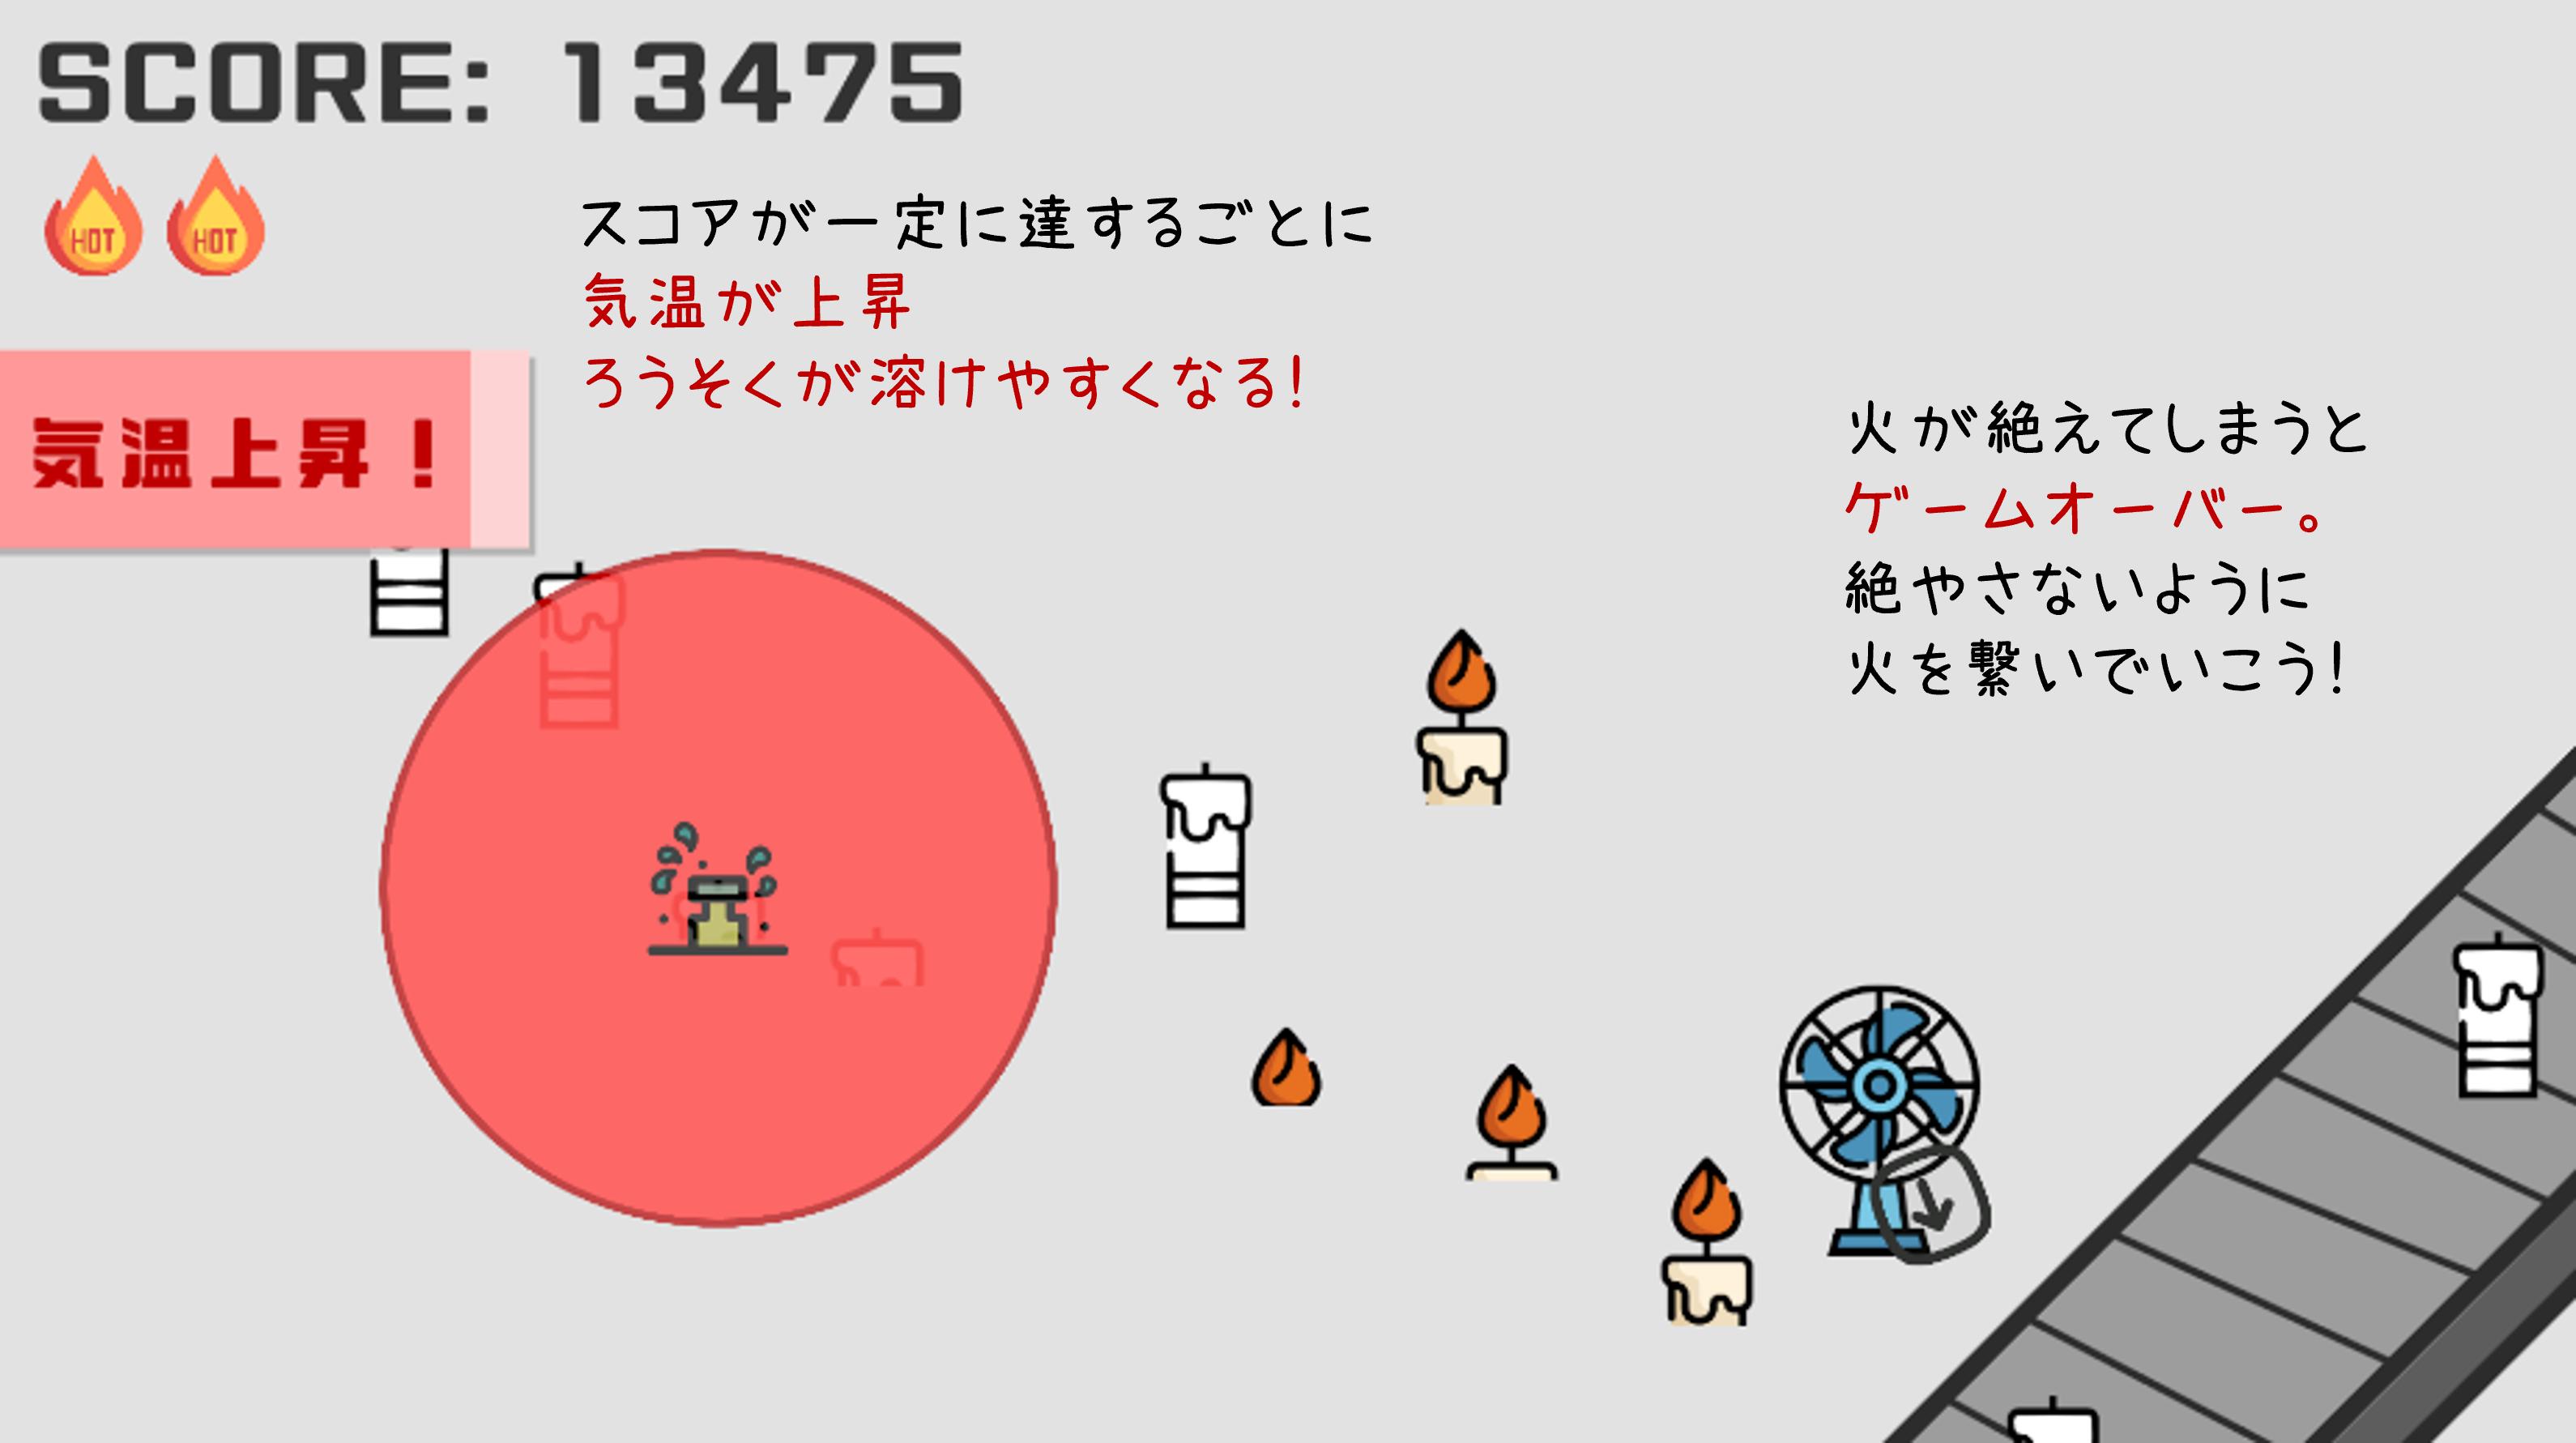 SCORE: 13475
HOT HOT
スコアが一定に達するごとに
気温が上昇
ろうそくが溶けやすくなる!
気温上昇！
火が絶えてしまうと
ゲームオーバー。
絶やさないように
火を繋いでいこう!